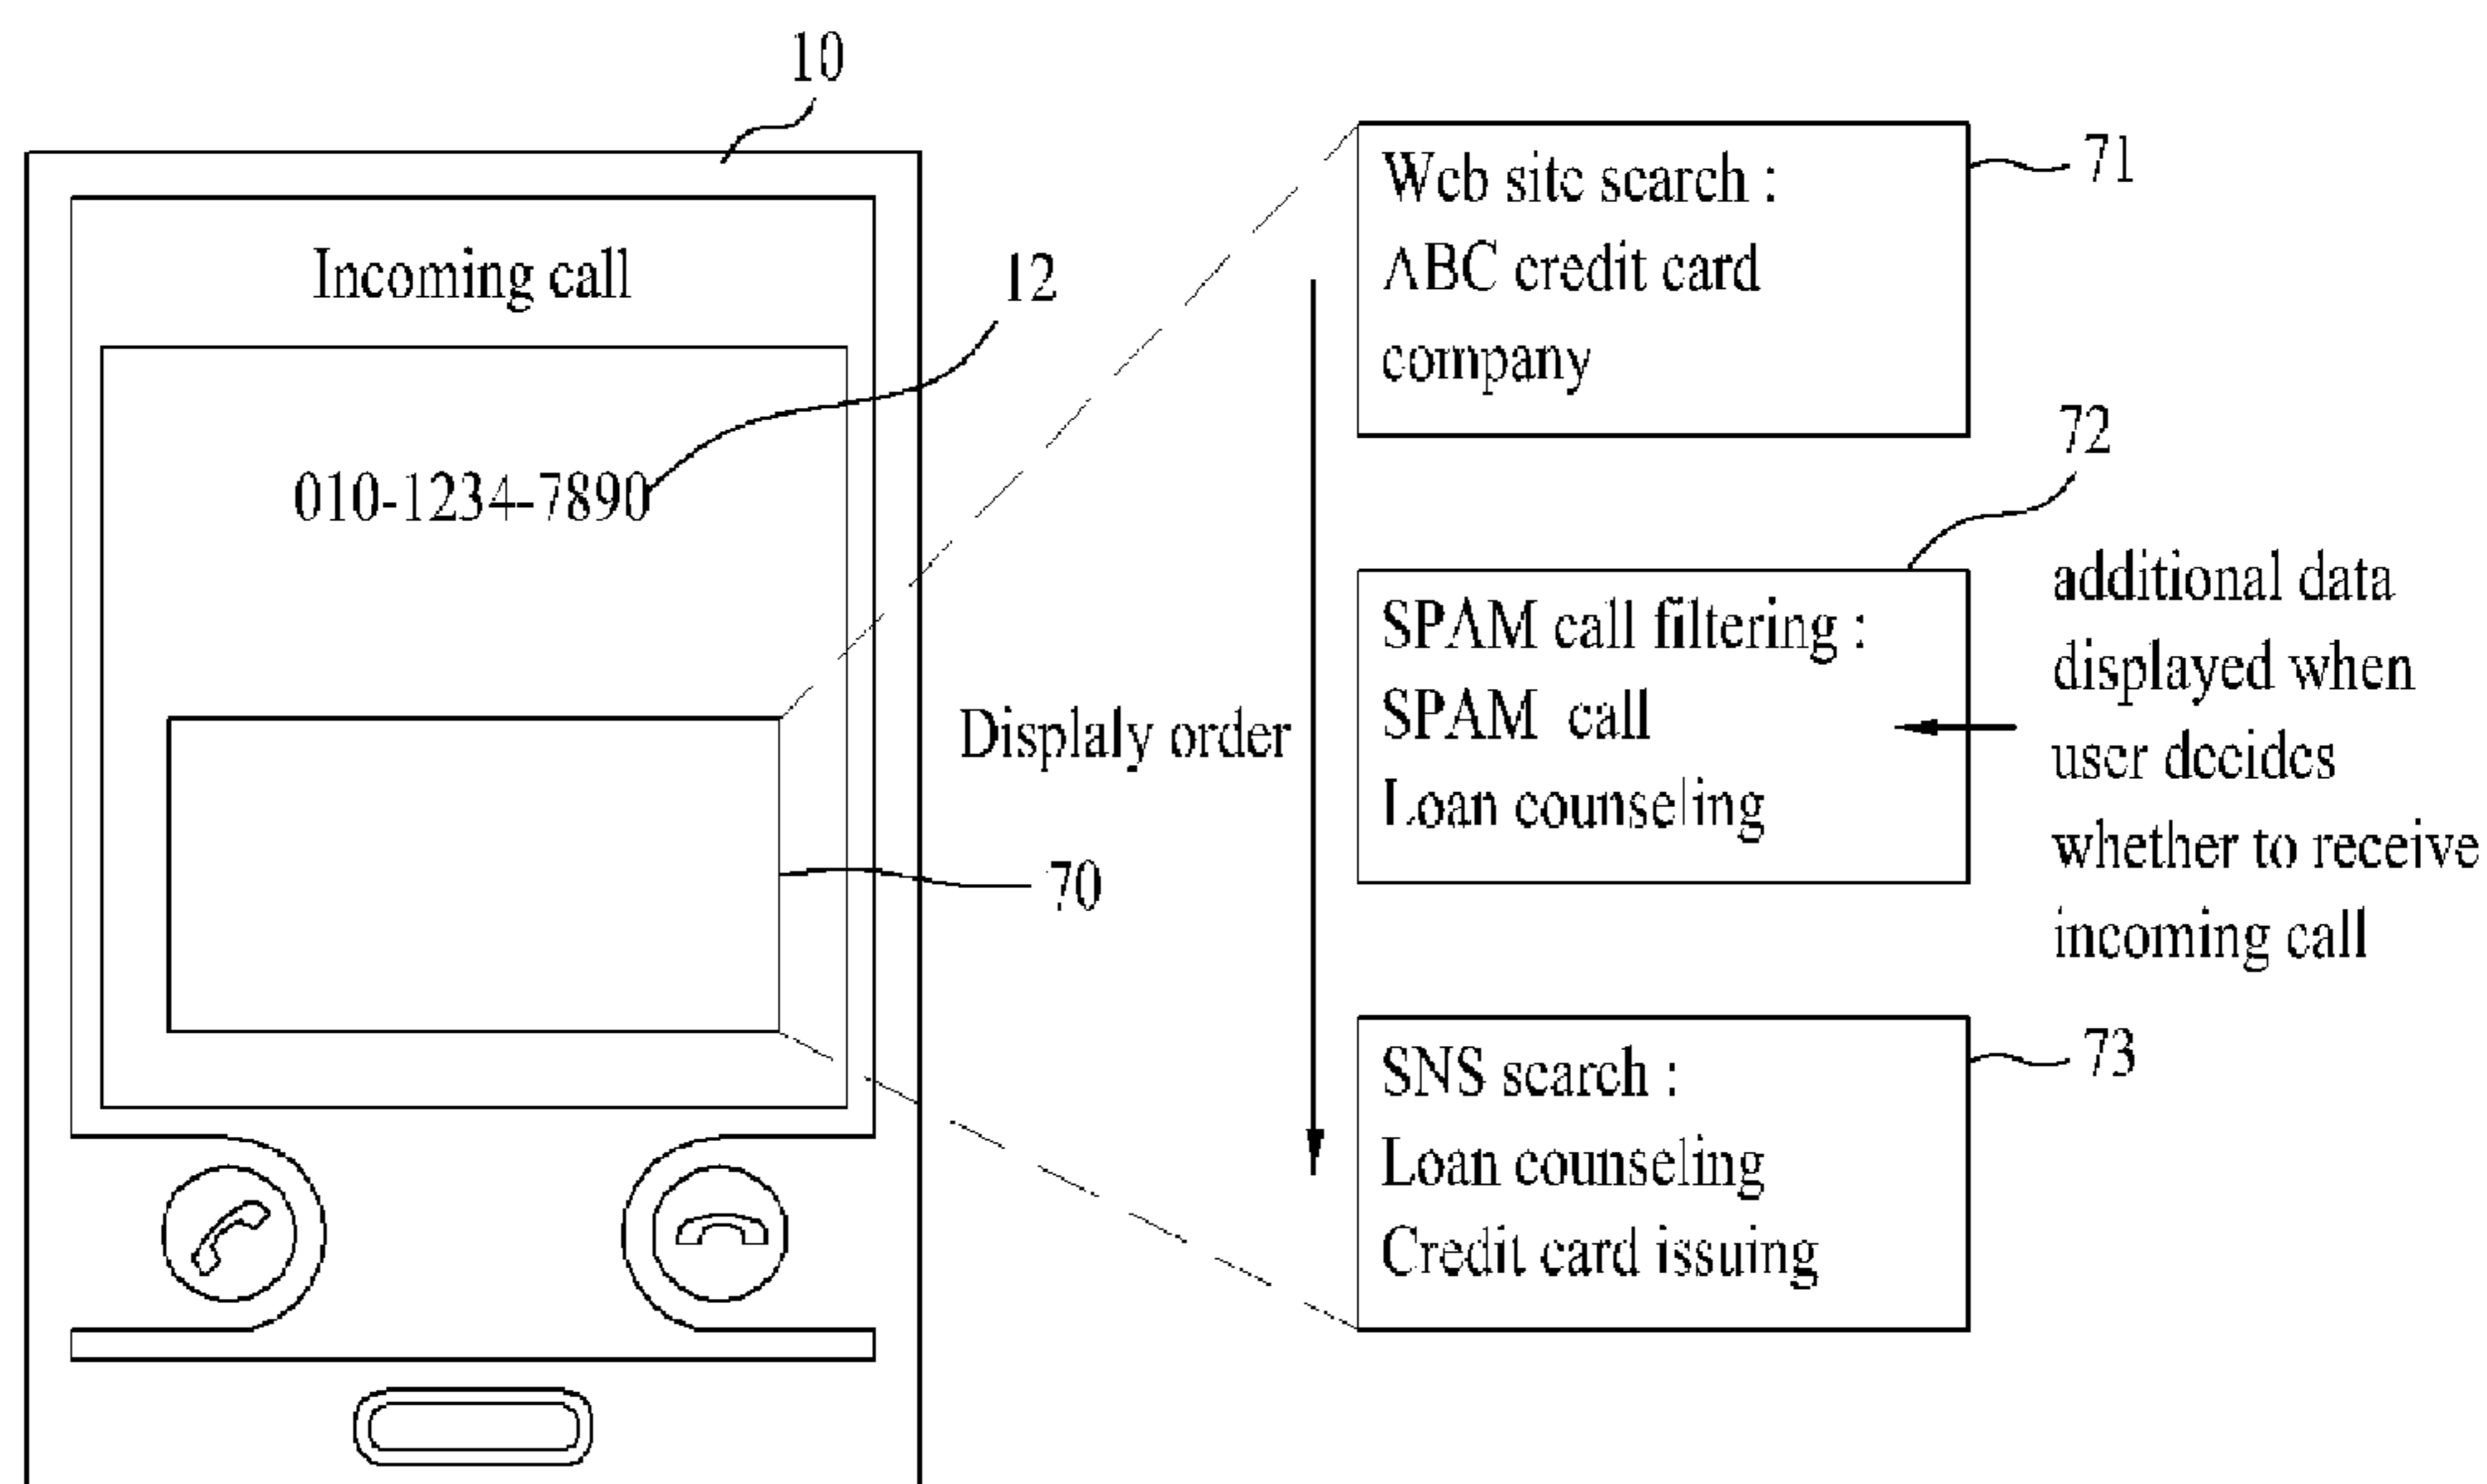 10
Incoming call
12
010-1234-7890
70
Displaly order
Web site search :
ABC credit card
company
71
72
SPAM call filtering :
SPAM call
Loan counseling
additional data
displayed when
user decides
whether to receive
incoming call
SNS search :
Loan counseling
Credit card issuing
73